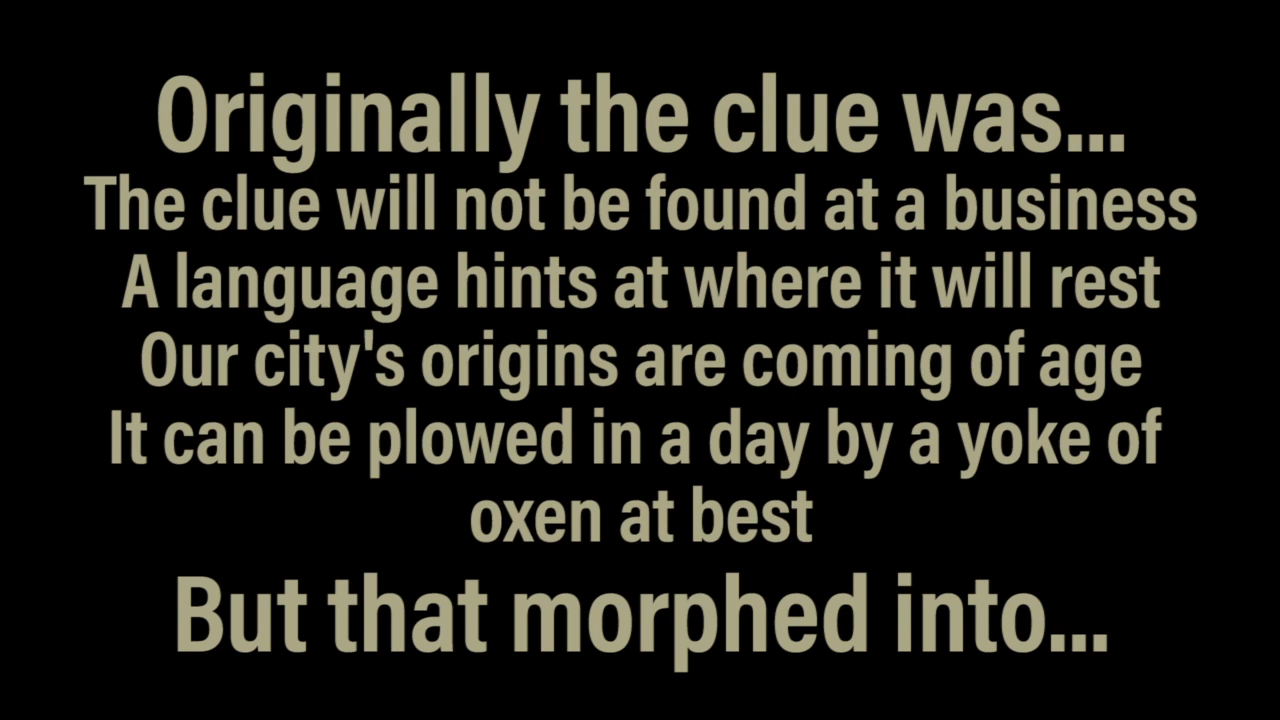 Originally the clue was...
The clue will not be found at a business
A language hints at where it will rest
Our city's origins are coming of age
It can be plowed in a day by a yoke of
oxen at best
But that morphed into...